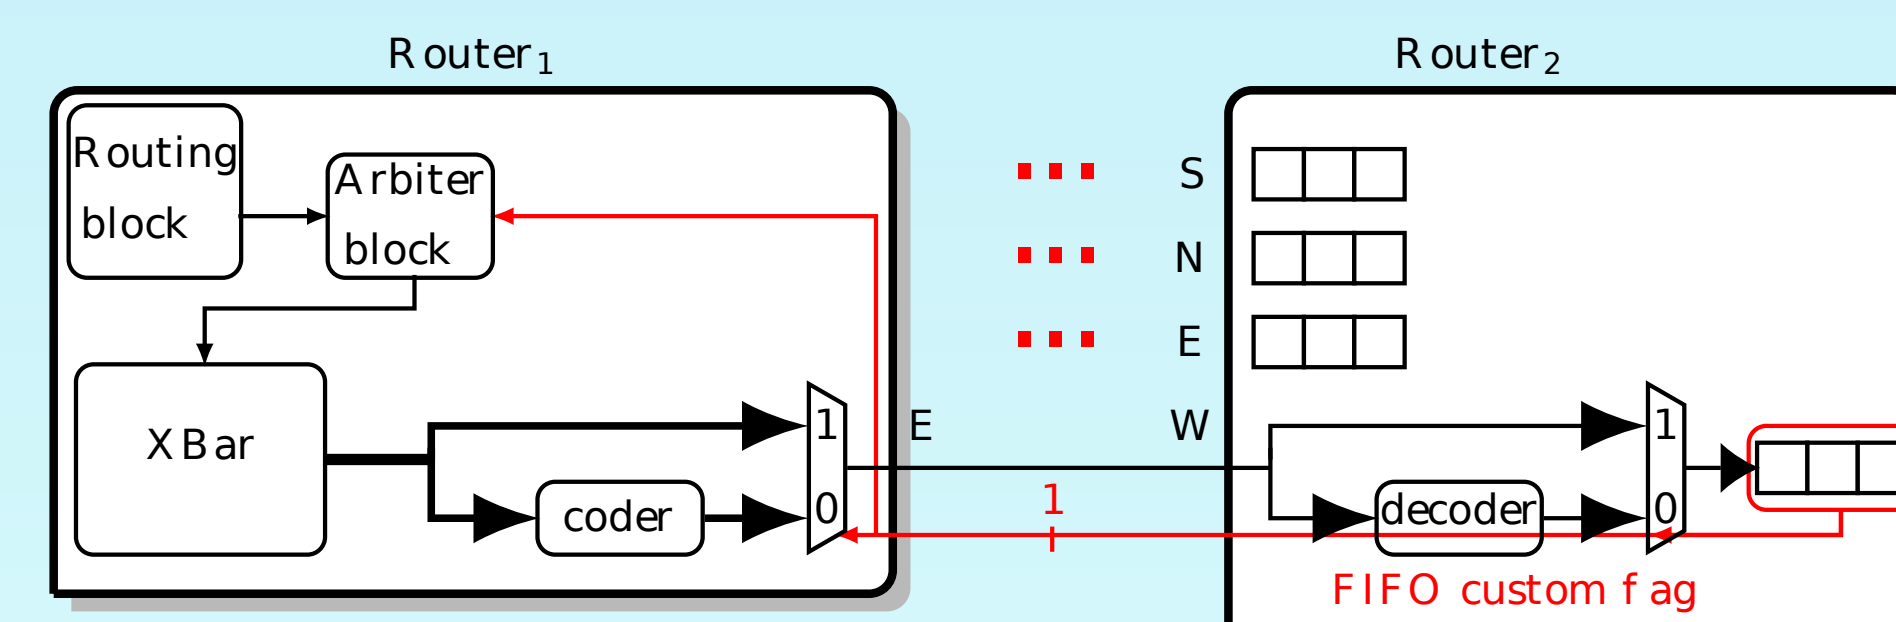 Router1
Router2
Routing
block
Arbiter
block
S
N
E
XBar
1
E
W
1
coder
0
1
decoder
0
FIFO custom f ag